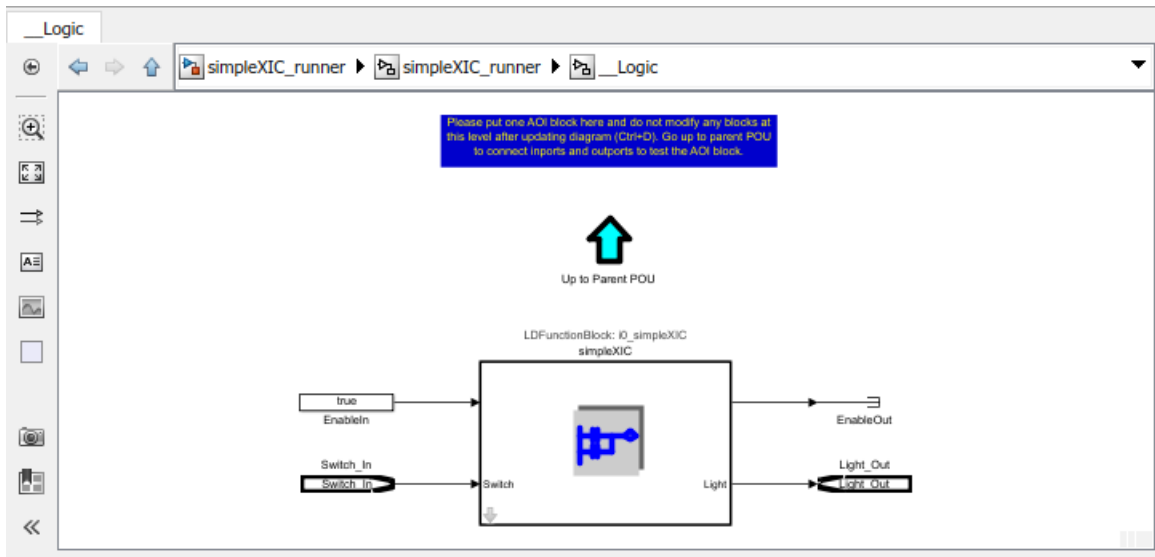 __Logic
simpleXIC_runner simpleXIC_runner __Logic
Please put one AOI block here and do not modify any blocks at
this level after updating diagram (Ctrl+D). Go up to parent POU
to connect inports and outports to test the AOI block.
Up to Parent POU
LDFunctionBlock: i0_simpleXIC
simpleXIC
true
EnableIn
EnableOut
Switch_In
Switch_In
Switch
Light
Light_Out
Light_Out